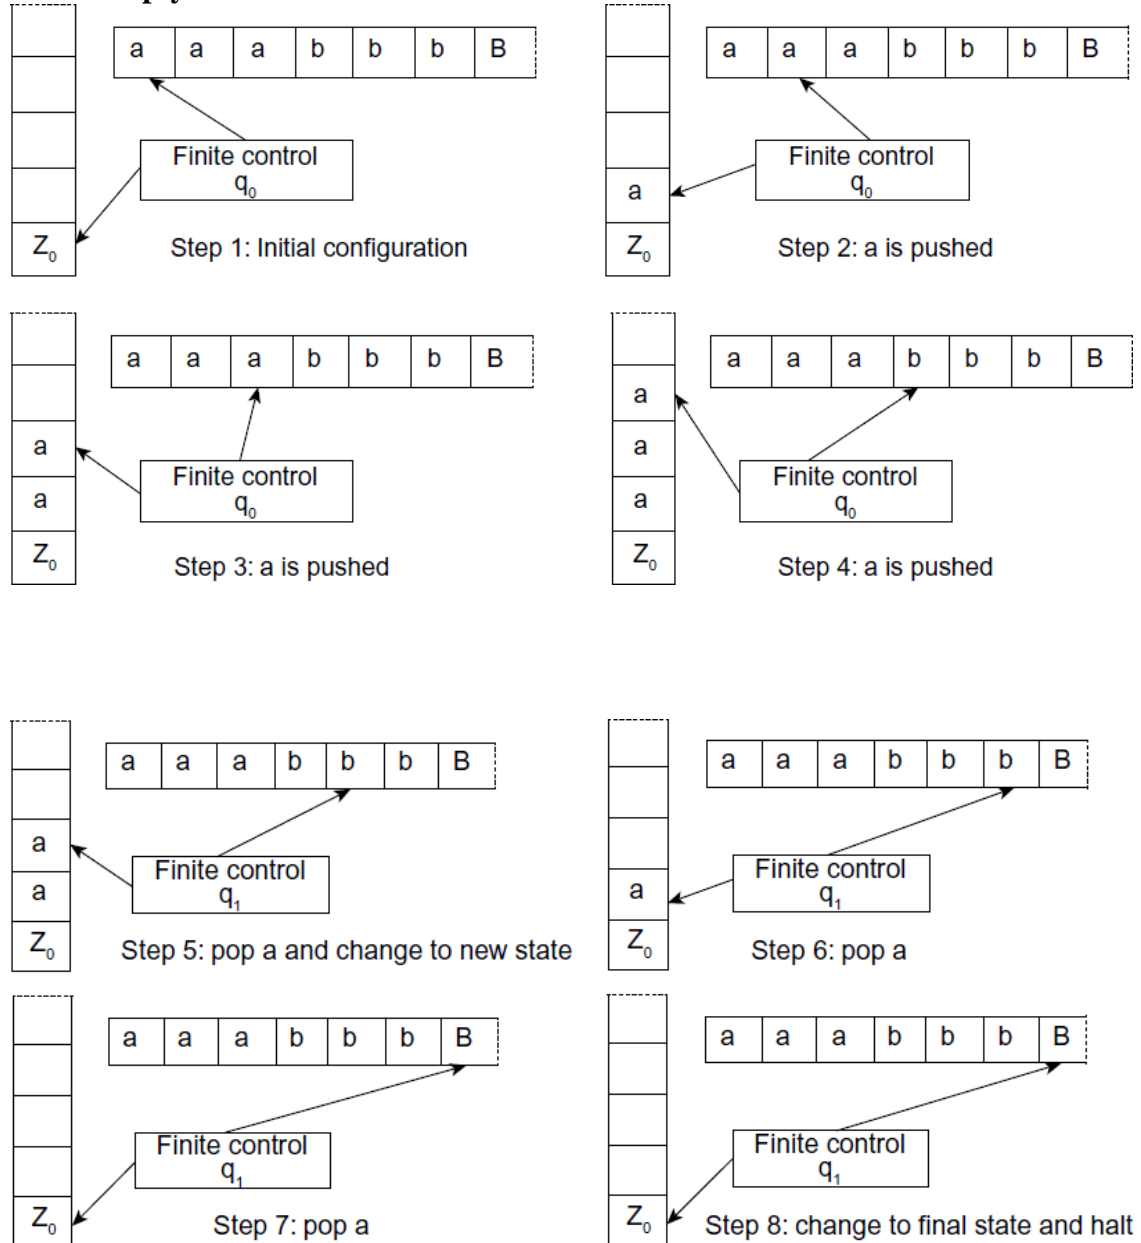 a a a b b b B
Finite control
q₀
Z₀
Step 1: Initial configuration
a a a b b b B
Finite control
q₀
a
Z₀
Step 2: a is pushed
a a a b b b B
a
Finite control
q₀
a
Z₀
Step 3: a is pushed
a a a b b b B
a
a
Finite control
q₀
a
Z₀
Step 4: a is pushed
a a a b b b B
a
Finite control
q₁
a
Z₀
Step 5: pop a and change to new state
a a a b b b B
Finite control
q₁
a
Z₀
Step 6: pop a
a a a b b b B
Finite control
q₁
Z₀
Step 7: pop a
a a a b b b B
Finite control
q₁
Z₀
Step 8: change to final state and halt